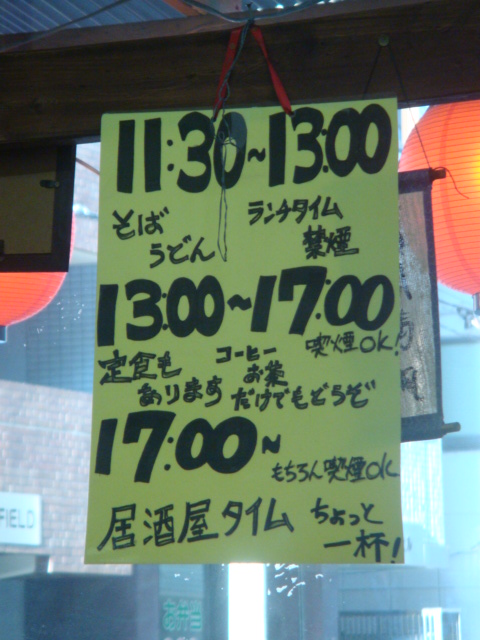 11:30~13:00
そば
うどん
ランチタイム
禁煙
13:00~17:00
喫煙OK!
定食も
あります
コーヒー
お茶
だけでもどうぞ
17:00~
もちろん喫煙OK
居酒屋タイム
ちょっと
一杯!
FIELD